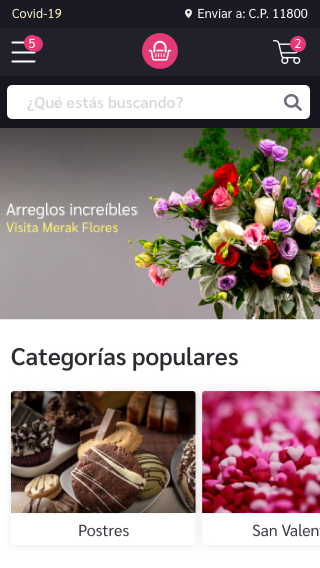 Covid-19
Enviar a: C.P. 11800
5
2
¿Qué estás buscando?
Arreglos increíbles
Visita Merak Flores
Categorías populares
Postres
San Valen